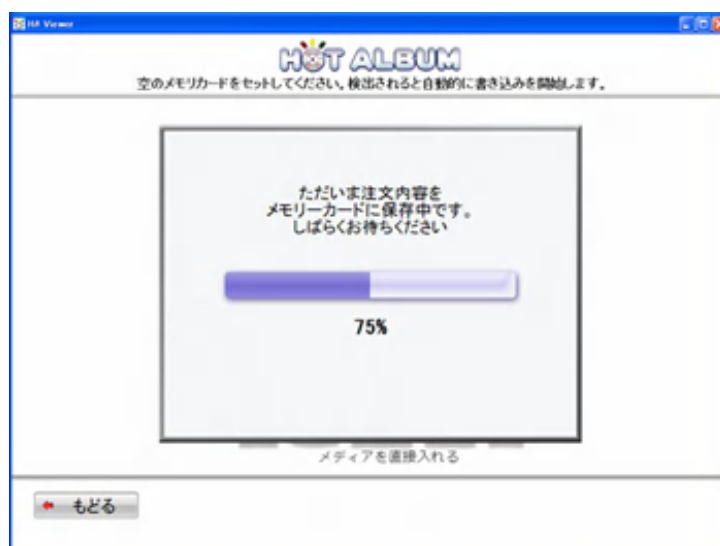 HA Viewer
HOT ALBUM
空のメモリカードをセットしてください。検出されると自動的に書き込みを開始します。
ただいま注文内容を
メモリーカードに保存中です。
しばらくお待ちください
75%
メディアを直接入れる
もどる